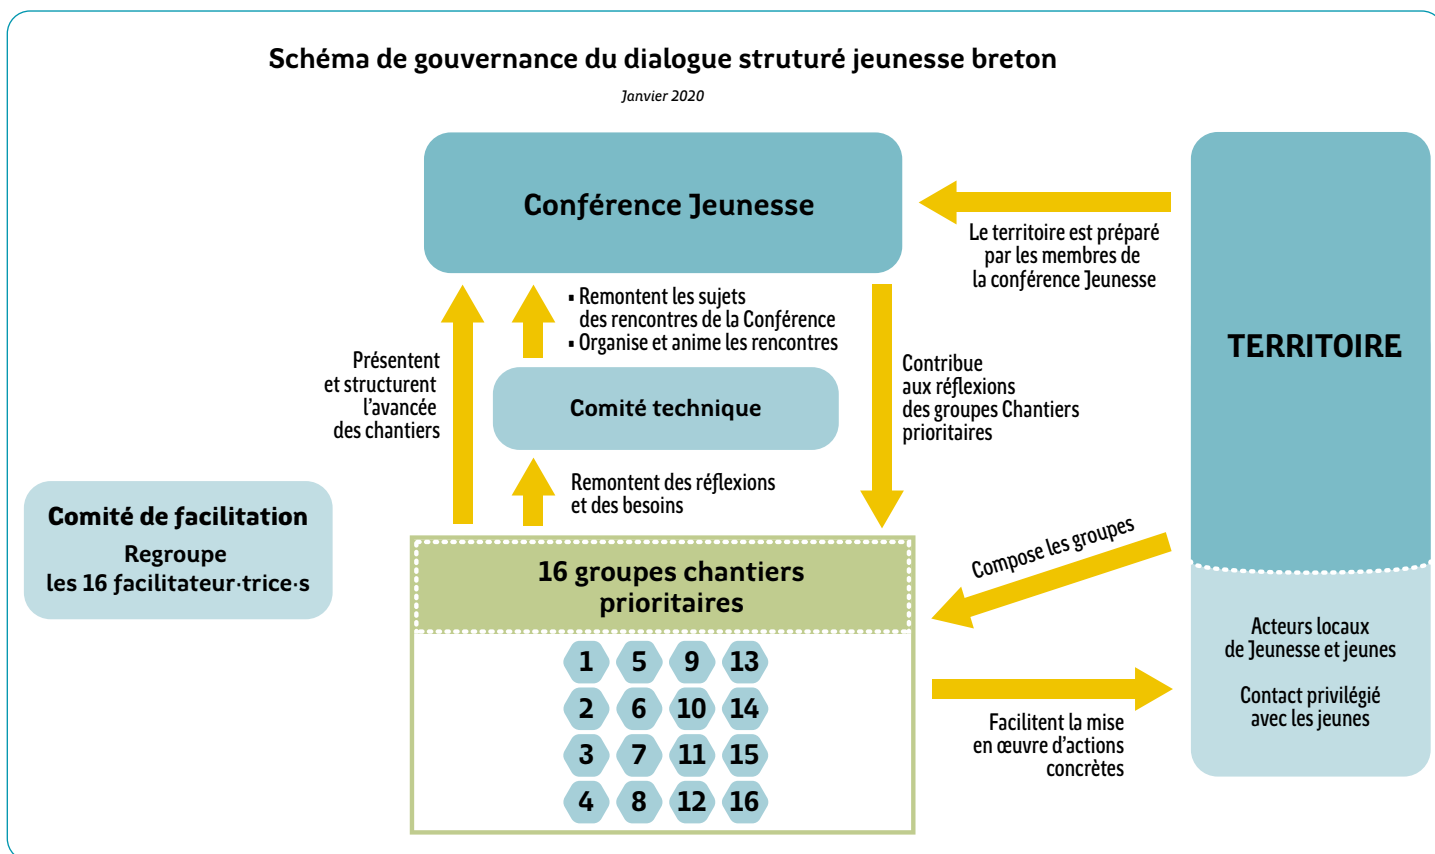 Schéma de gouvernance du dialogue struturé jeunesse breton
Janvier 2020
Conférence Jeunesse
Le territoire est préparé
par les membres de
la conférence Jeunesse
TERRITOIRE
▪ Remontent les sujets
des rencontres de la Conférence
▪ Organise et anime les rencontres
Présentent
et structurent
l’avancée
des chantiers
Contribue
aux réflexions
des groupes Chantiers
prioritaires
Comité technique
Remontent des réflexions
et des besoins
Comité de facilitation
Regroupe
les 16 facilitateur·trice·s
16 groupes chantiers
prioritaires
Compose les groupes
1 5 9 13
2 6 10 14
3 7 11 15
4 8 12 16
Facilitent la mise
en œuvre d’actions
concrètes
Acteurs locaux
de Jeunesse et jeunes
Contact privilégié
avec les jeunes